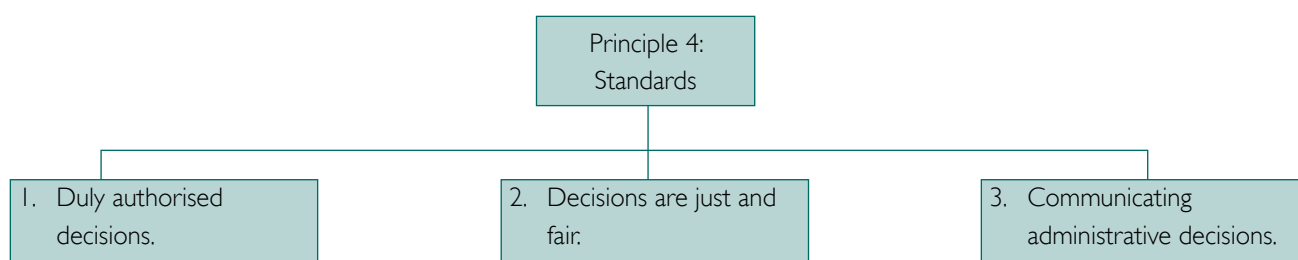 Principle 4:
Standards
1. Duly authorised
decisions.
2. Decisions are just and
fair.
3. Communicating
administrative decisions.